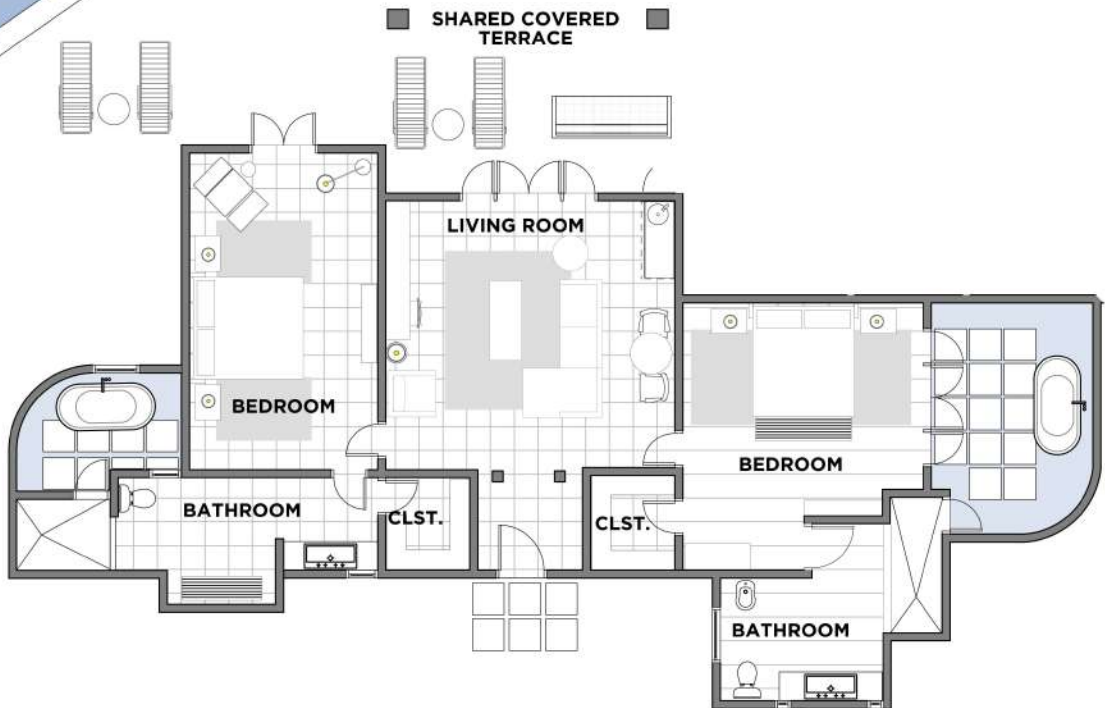 SHARED COVERED
TERRACE
LIVING ROOM
BEDROOM
BEDROOM
BATHROOM
CLST.
CLST.
BATHROOM